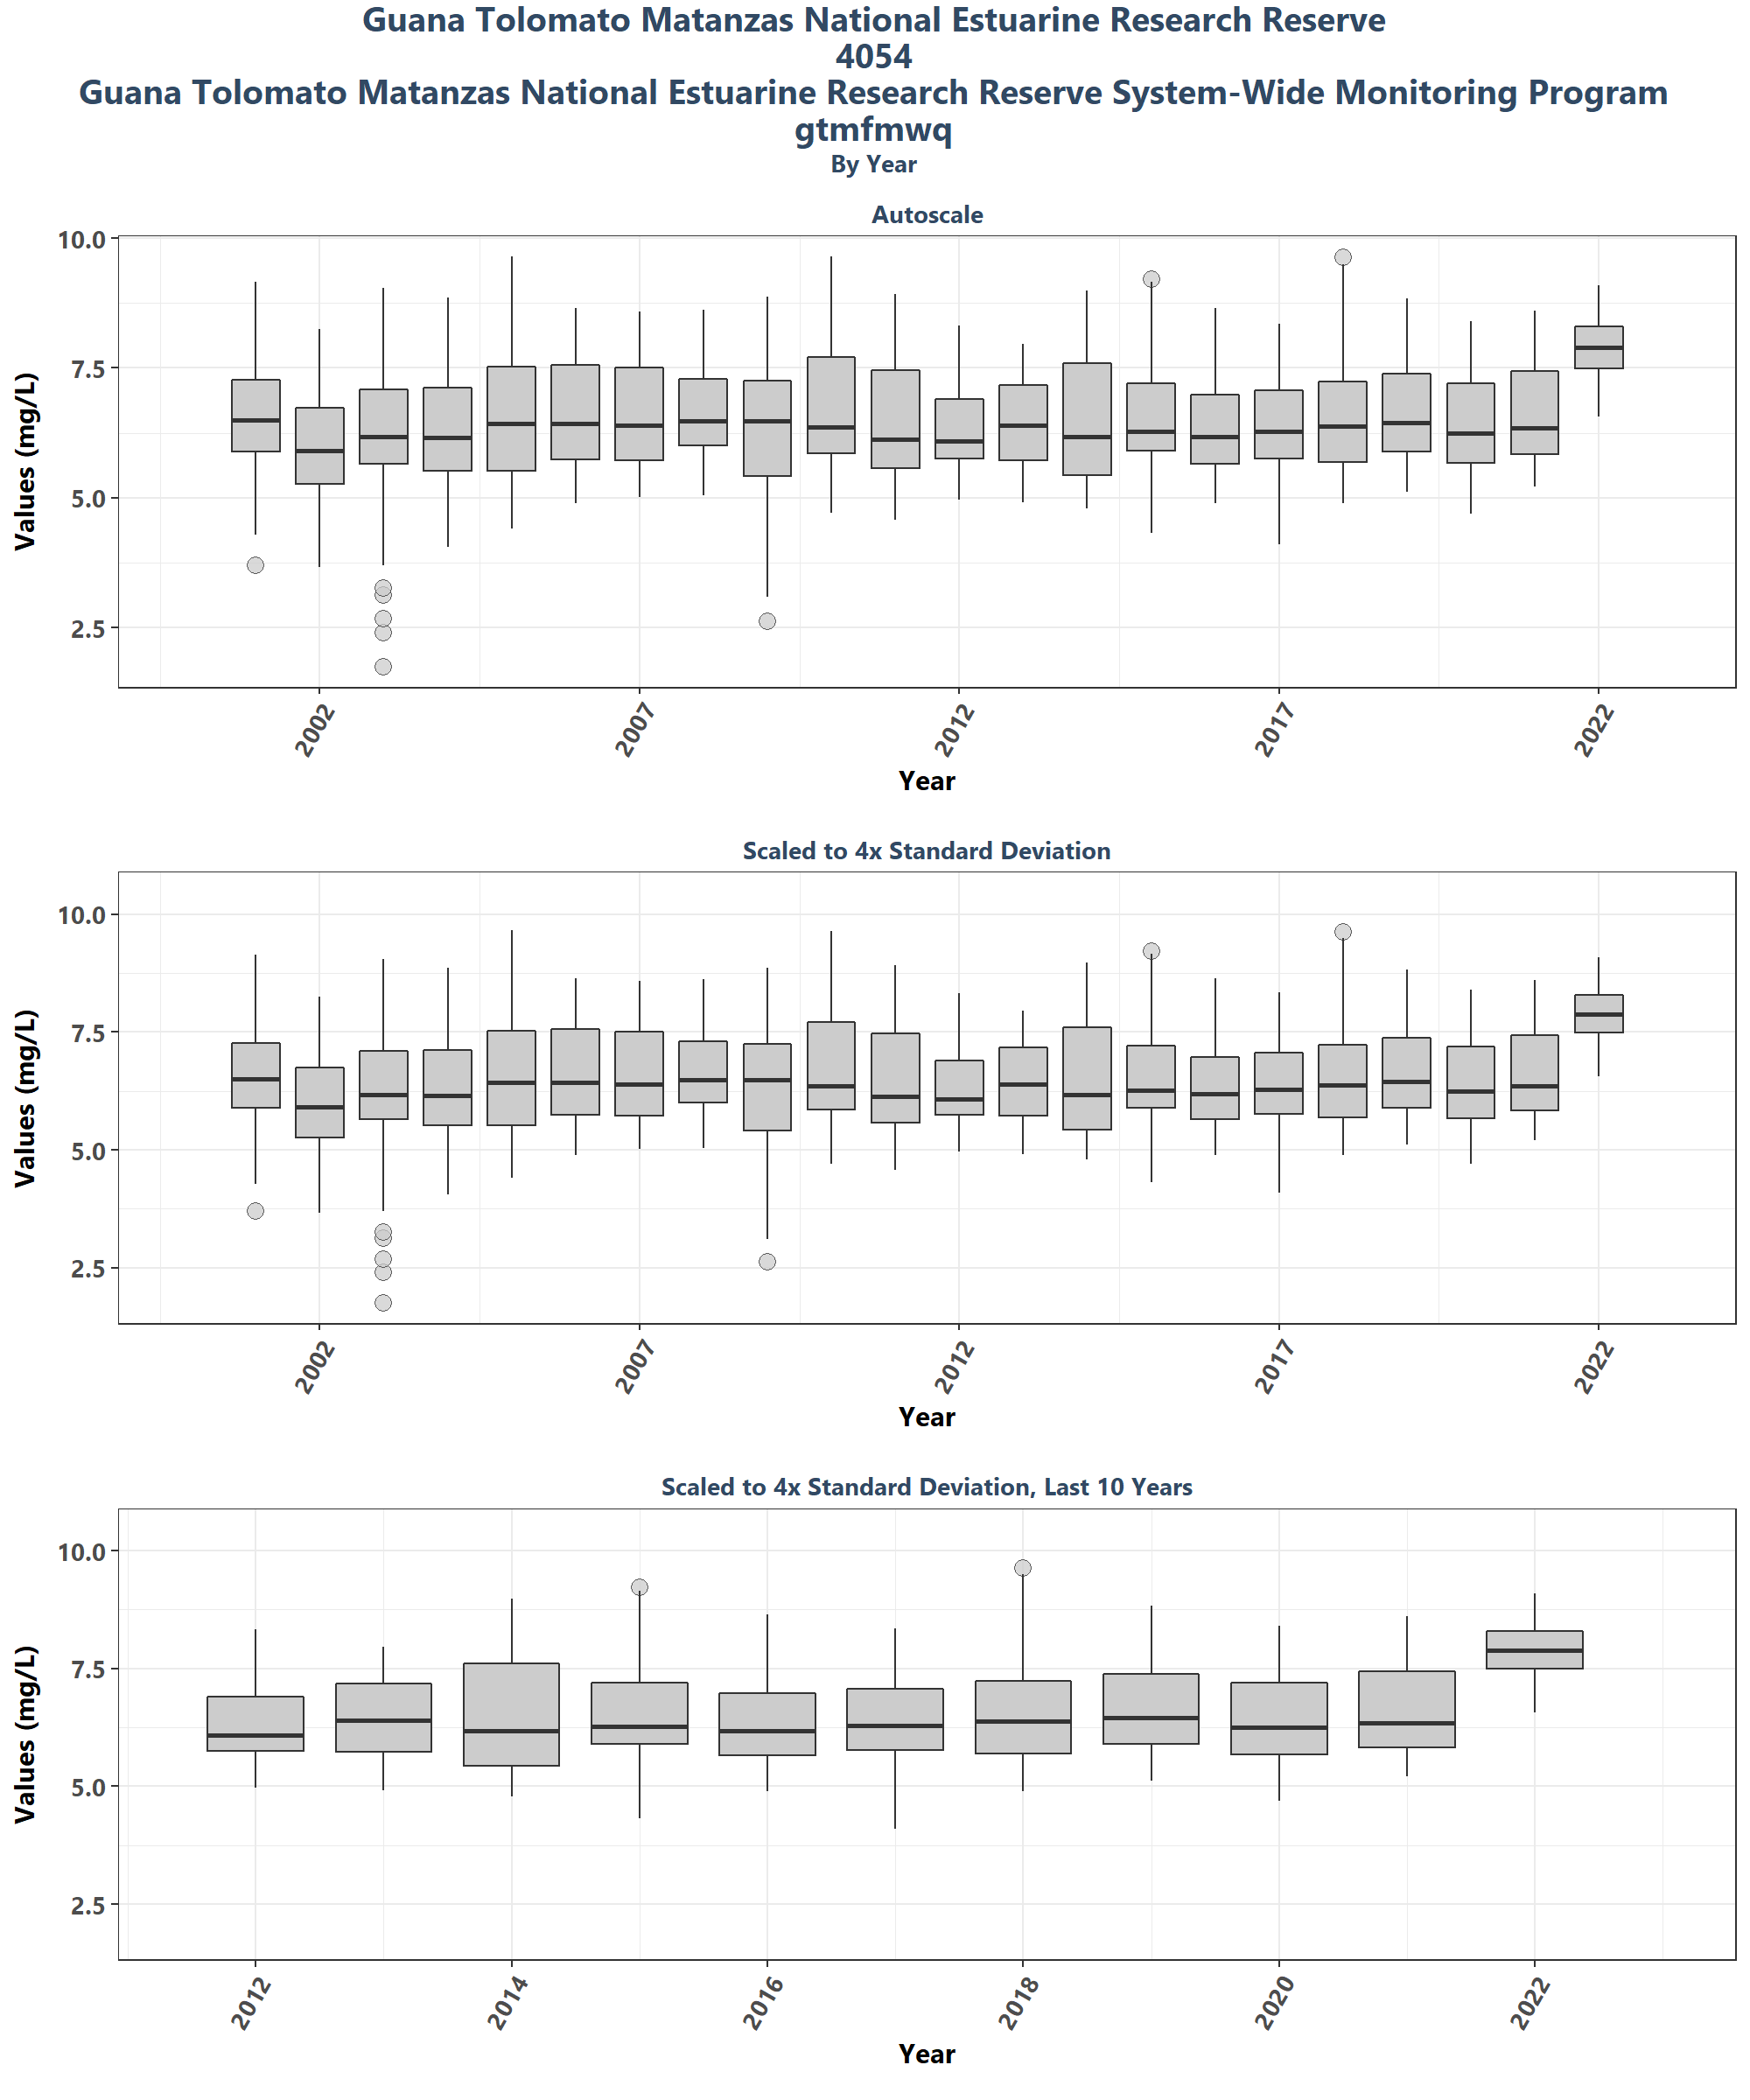 Guana Tolomato Matanzas National Estuarine Research Reserve
4054
Guana Tolomato Matanzas National Estuarine Research Reserve System-Wide Monitoring Program
gtmfmwq
By Year
Autoscale
10.0
7.5
5.0
2.5
Values (mg/L)
2002
2007
2012
2017
2022
Year
Scaled to 4x Standard Deviation
10.0
7.5
5.0
2.5
Values (mg/L)
2002
2007
2012
2017
2022
Year
Scaled to 4x Standard Deviation, Last 10 Years
10.0
7.5
5.0
2.5
Values (mg/L)
2012
2014
2016
2018
2020
2022
Year